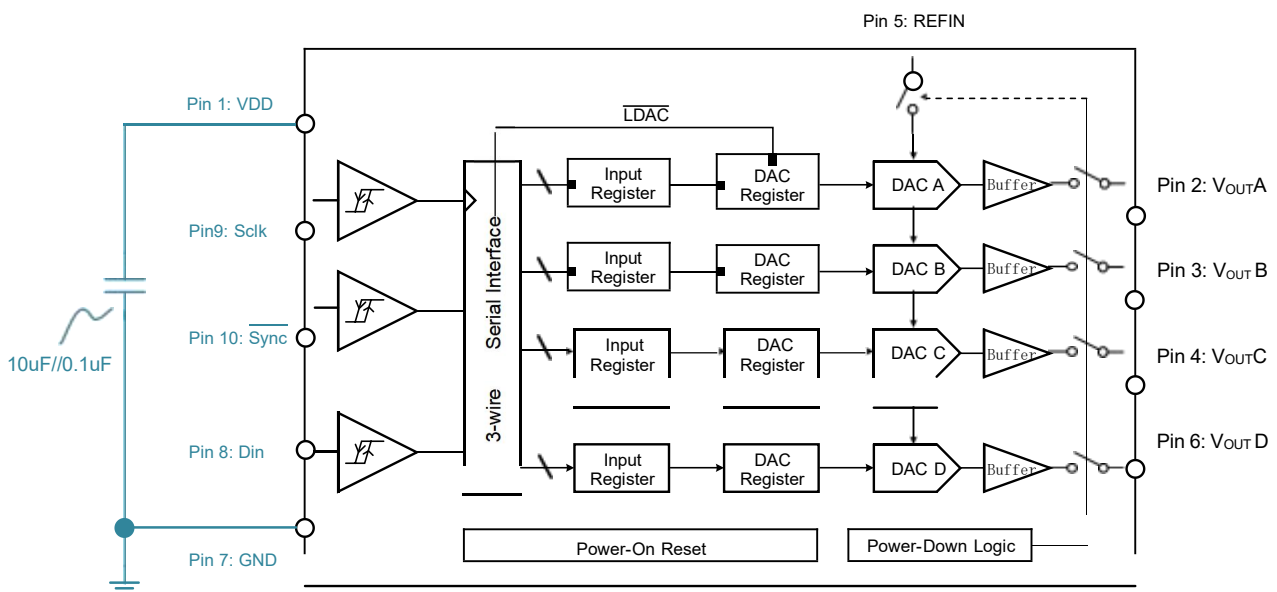 Pin 5: REFIN
Pin 1: VDD
LDAC
Input
Register
DAC
Register
DAC A
Buffer
Pin 2: VOUTA
Pin9: Sclk
Serial Interface
3-wire
Input
Register
DAC
Register
DAC B
Buffer
Pin 3: VOUT B
Pin 10: Sync
10uF//0.1uF
Input
Register
DAC
Register
DAC C
Buffer
Pin 4: VOUTC
Pin 8: Din
Input
Register
DAC
Register
DAC D
Buffer
Pin 6: VOUT D
Pin 7: GND
Power-On Reset
Power-Down Logic